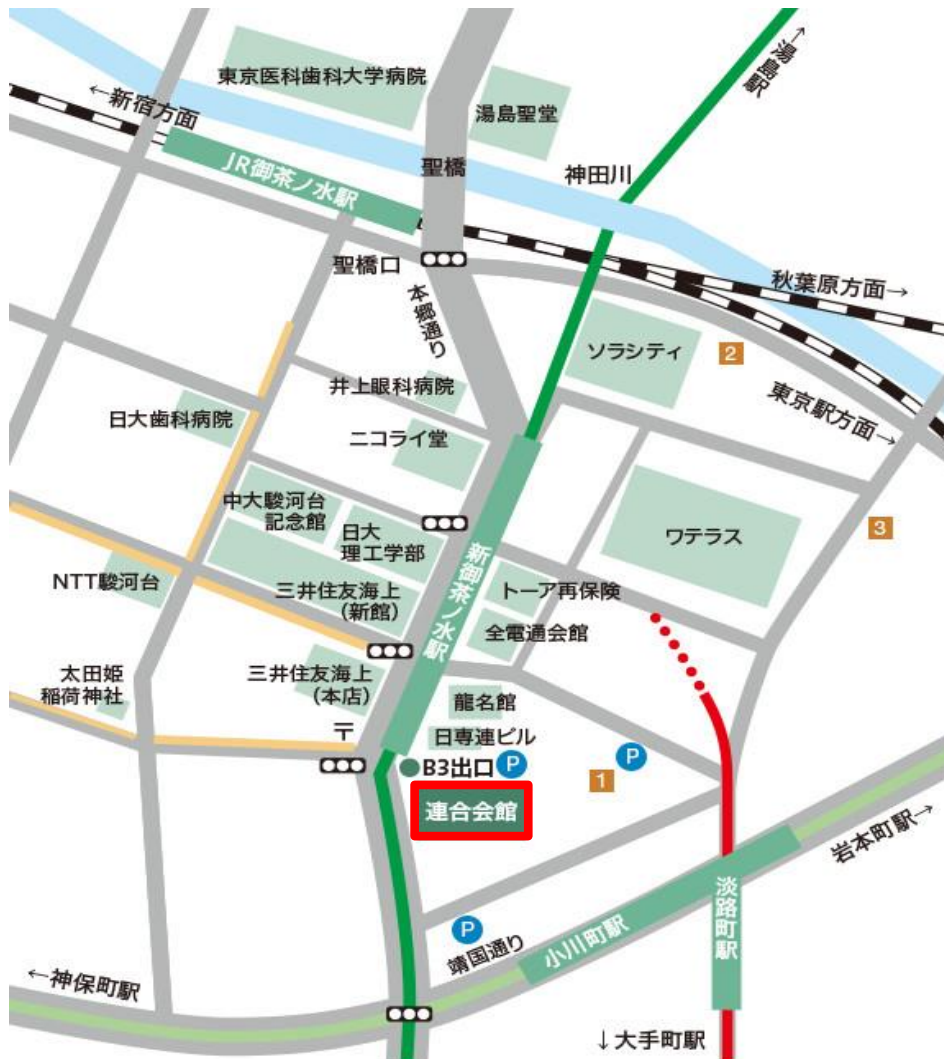 東京医科歯科大学病院
←新宿方面
湯島聖堂
→湯島駅
JR御茶ノ水駅
聖橋
神田川
聖橋口
秋葉原方面→
本郷通り
ソラシティ
2
井上眼科病院
東京駅方面→
日大歯科病院
ニコライ堂
中大駿河台
記念館
日大
理工学部
ワテラス
3
新御茶ノ水駅
NTT駿河台
三井住友海上
(新館)
トーア再保険
全電通会館
太田姫
稲荷神社
三井住友海上
(本店)
龍名館
〒
日専連ビル
B3出口
P
P
1
連合会館
岩本町駅→
淡路町駅
P
靖国通り
小川町駅
←神保町駅
↓大手町駅